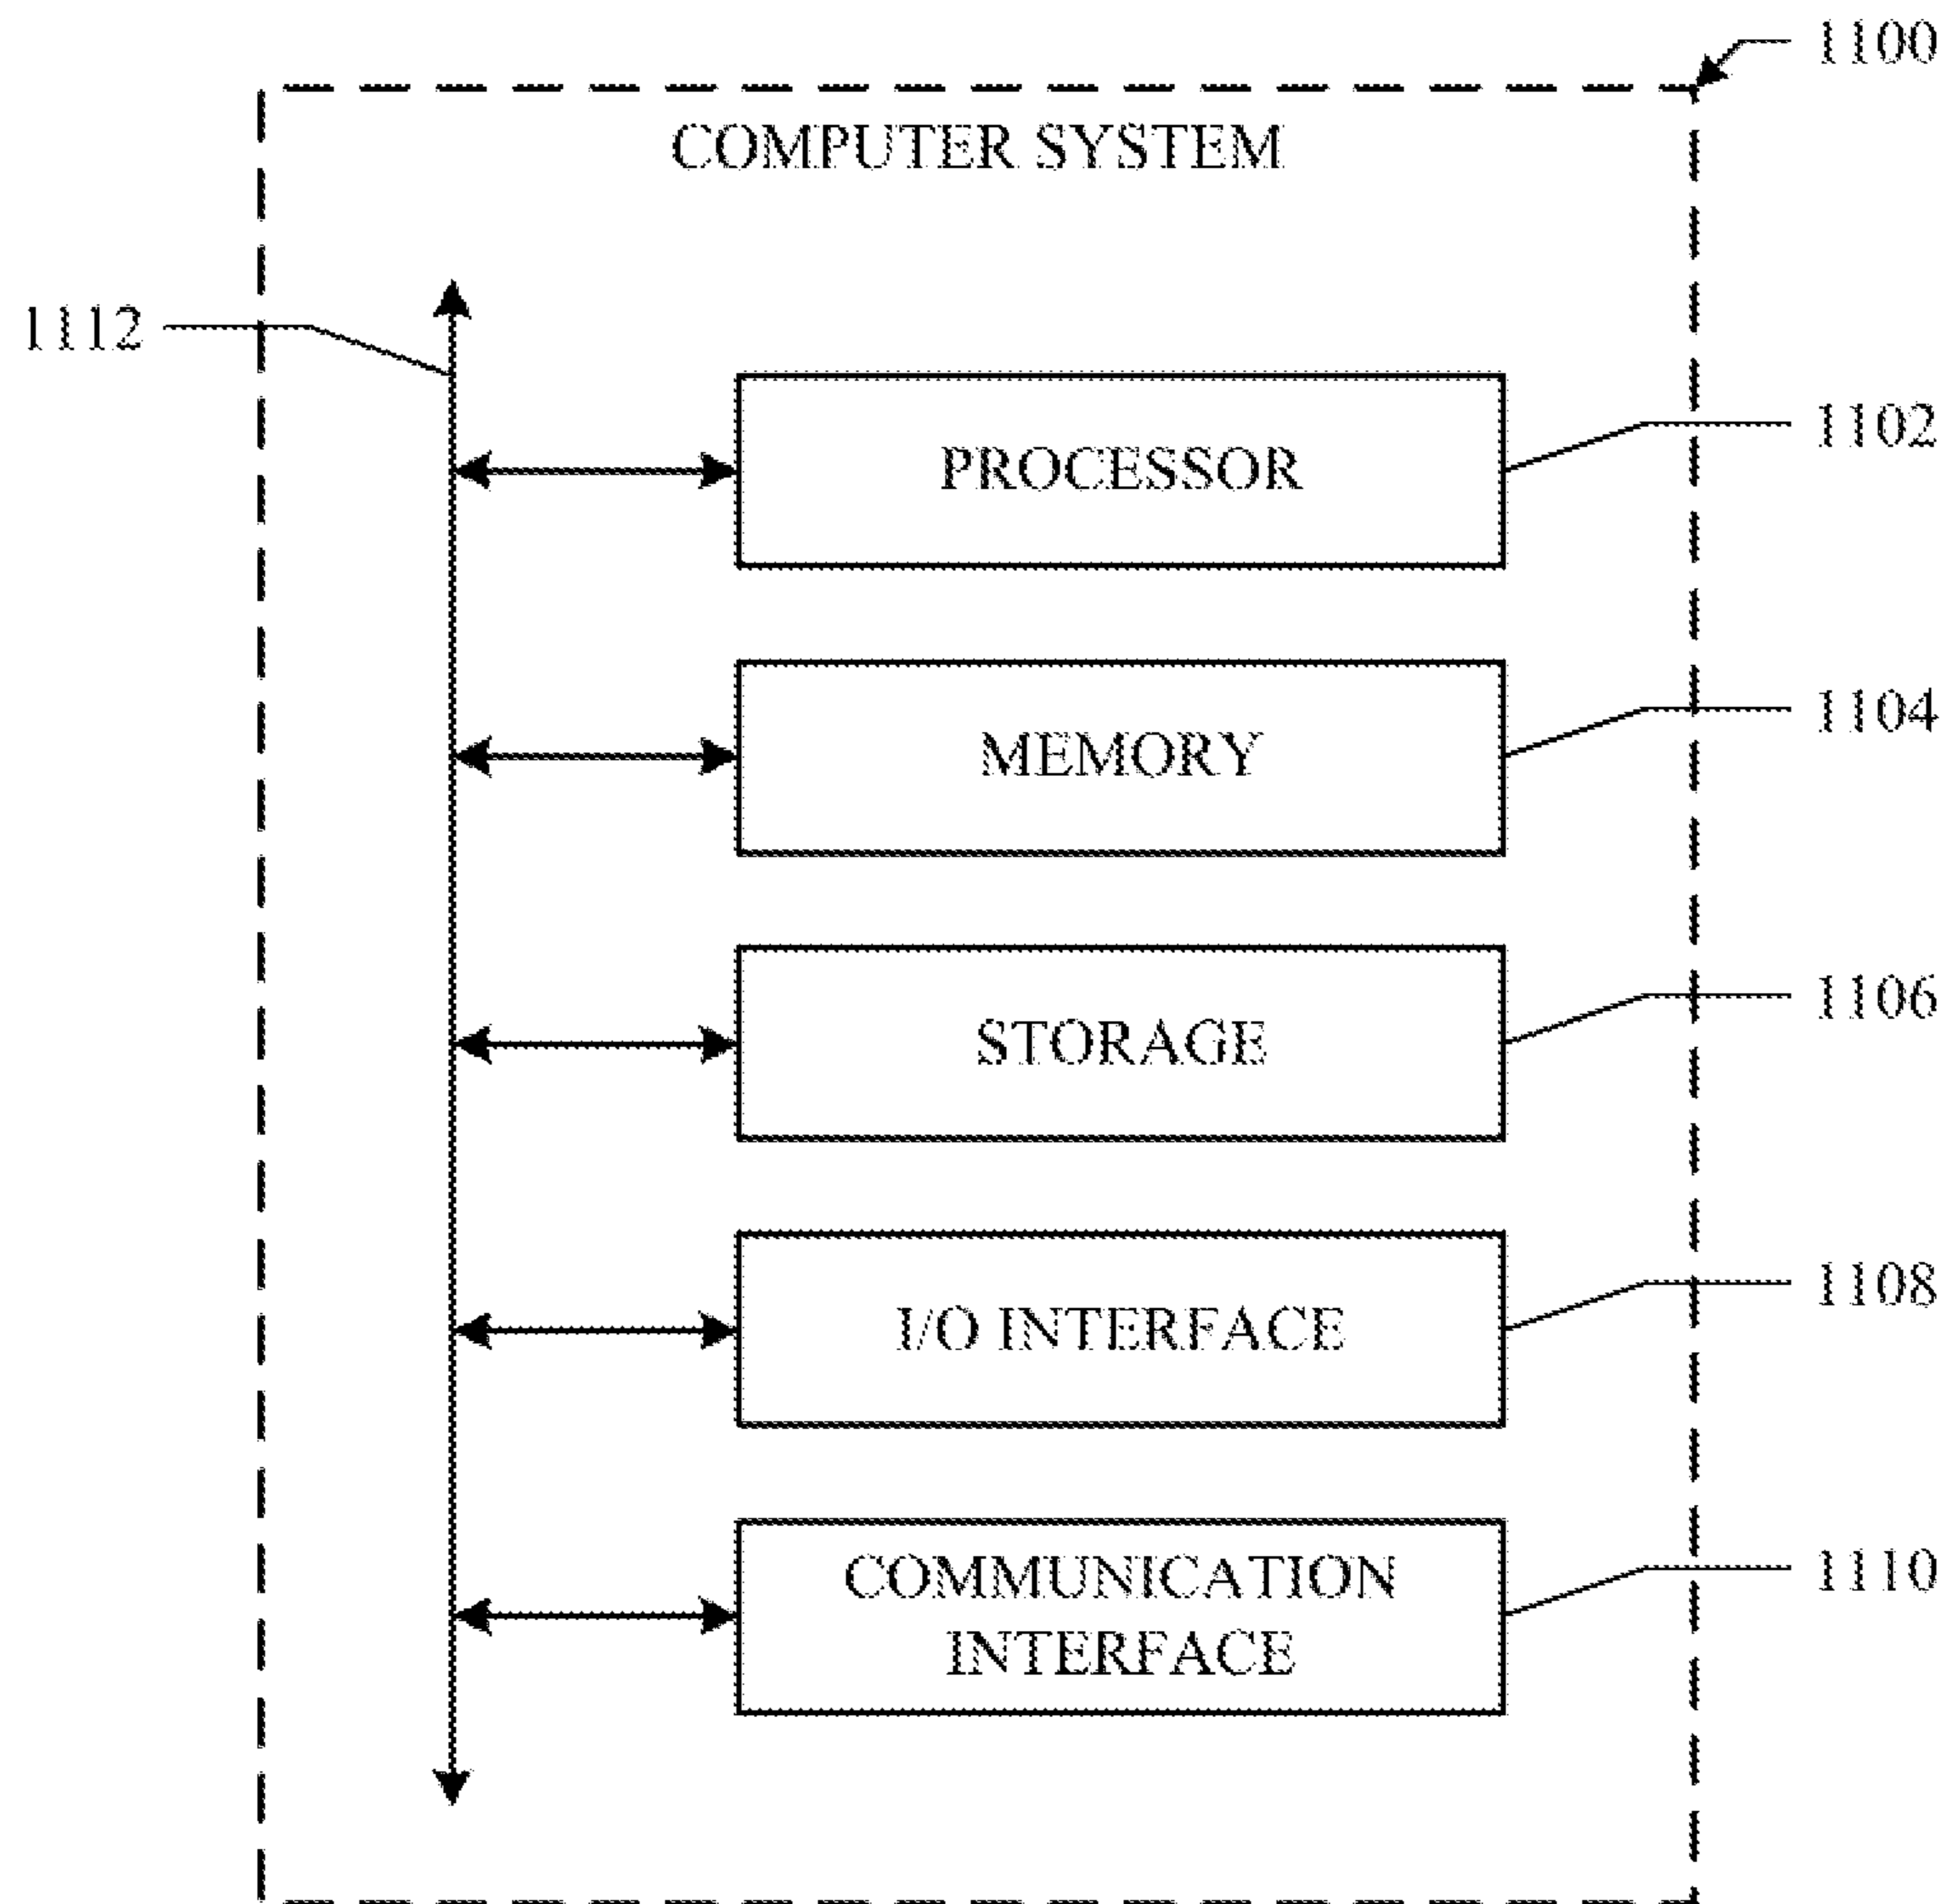 1100
COMPUTER SYSTEM
1112
1102
PROCESSOR
1104
MEMORY
1106
STORAGE
1108
I/O INTERFACE
1110
COMMUNICATION
INTERFACE